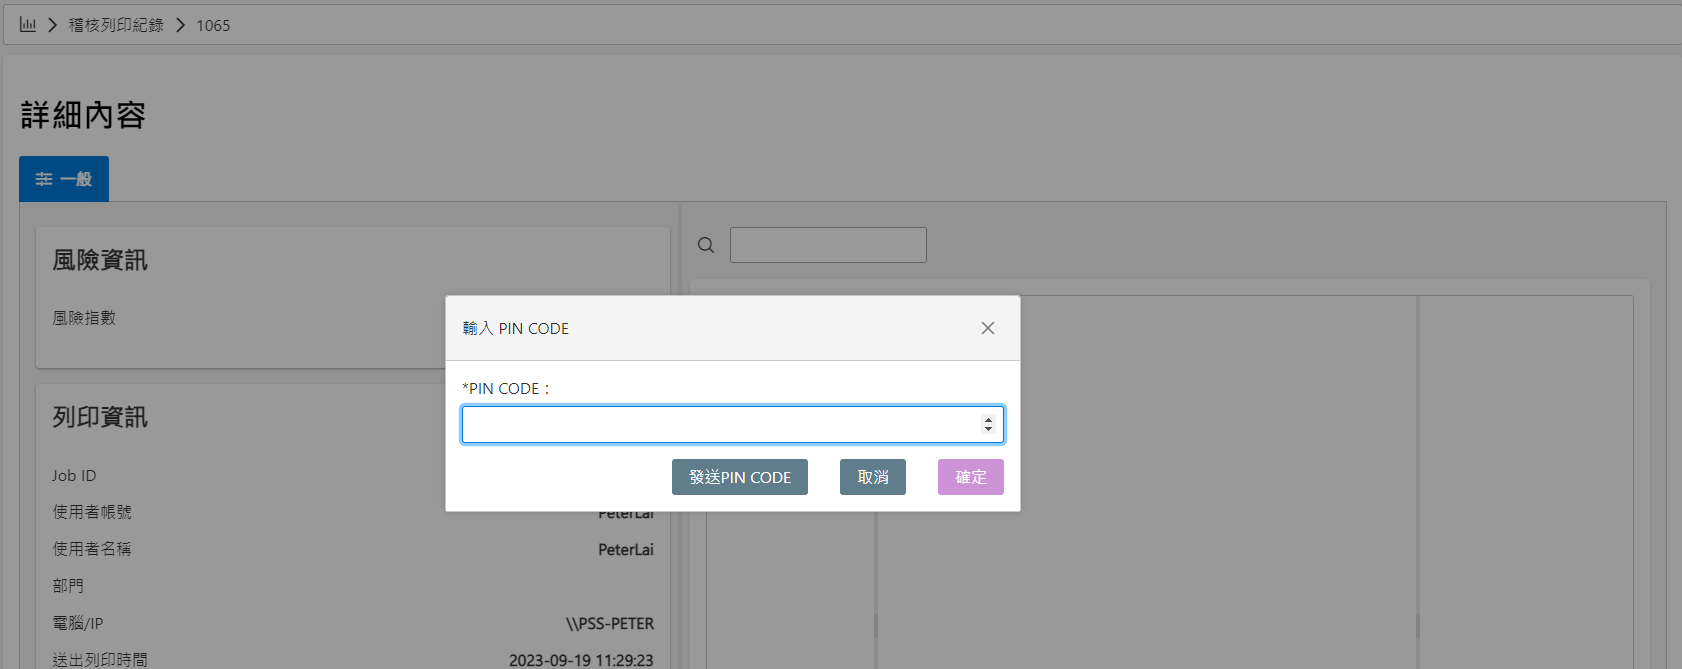 稽核列印紀錄 1065
詳細內容
一般
風險資訊
風險指數
輸入 PIN CODE
*PIN CODE：
發送PIN CODE 取消 確定
列印資訊
Job ID
使用者帳號 PeterLai
使用者名稱 PeterLai
部門
電腦/IP \\PSS-PETER
送出列印時間 2023-09-19 11:29:23